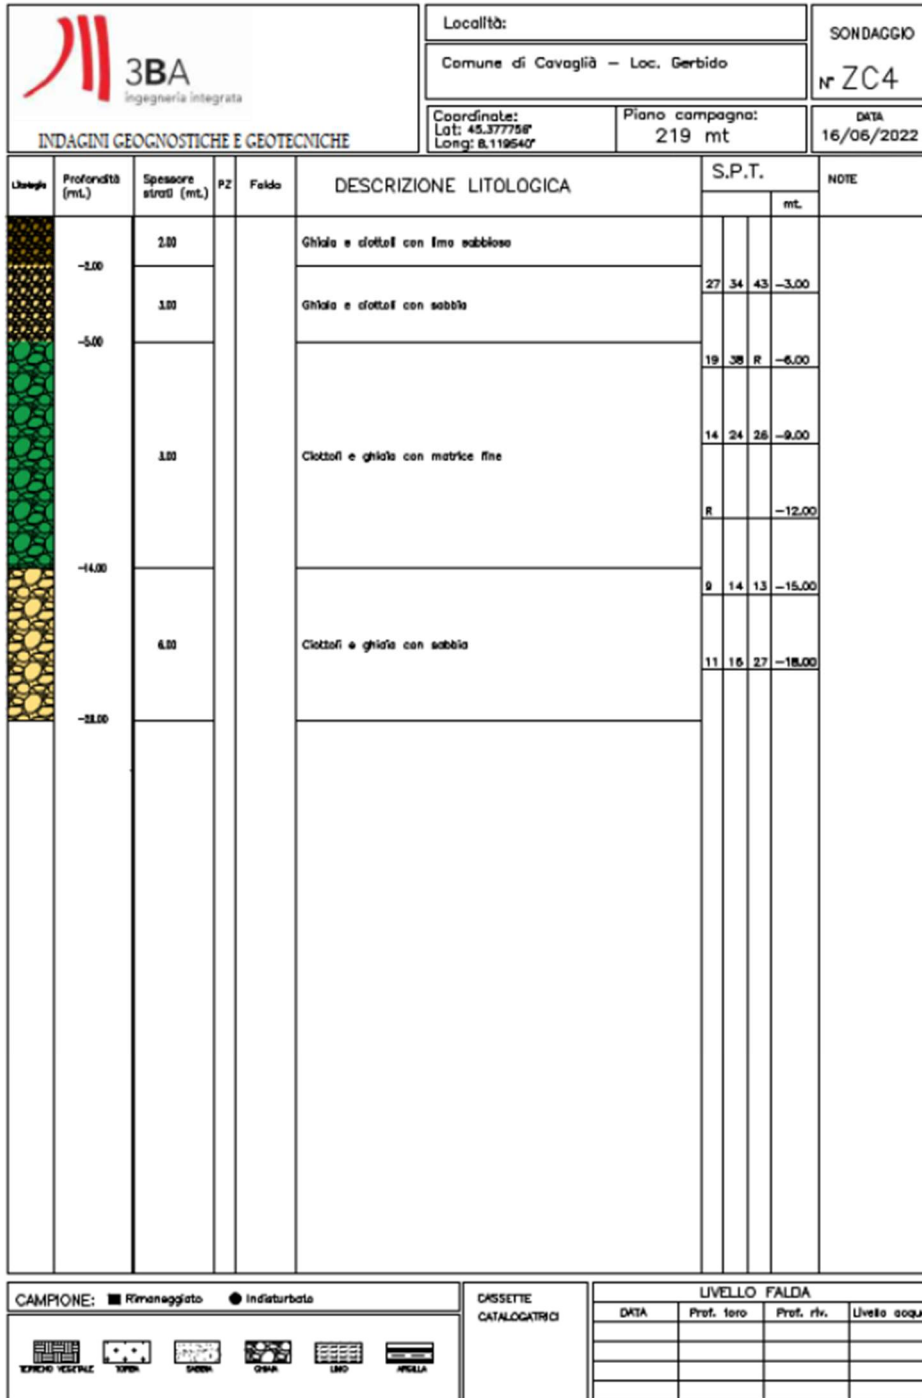 3BA
ingegneria integrata
INDAGINI GEOGNOSTICHE E GEOTECNICHE
Località:
Comune di Cavaglià – Loc. Gerbido
Coordinate:
Lat: 45.377756°
Long: 8.119540°
Piano campagna:
219 mt
SONDAGGIO
N° ZC4
DATA
16/06/2022
Litologia
Profondità (mt.)
Spessore strati (mt.)
PZ
Falda
DESCRIZIONE LITOLOGICA
S.P.T.
mt.
NOTE
2.00 Ghiaia e ciottoli con limo sabbioso
-2.00
27 34 43 -3.00
3.00 Ghiaia e ciottoli con sabbia
-5.00
19 38 R -6.00
14 24 26 -9.00
Ciottoli e ghiaia con matrice fine
R -12.00
-14.00
9 14 13 -15.00
6.00 Ciottoli e ghiaia con sabbia
11 16 27 -18.00
CAMPIONE: Rimaneggiato Indisturbato
TERRENO VEGETALE TORBA SABBIA GHIAIA LIMO ARGILLA
CASSETTE
CATALOGATRICI
LIVELLO FALDA
DATA Prof. foro Prof. riv. Livello acqu